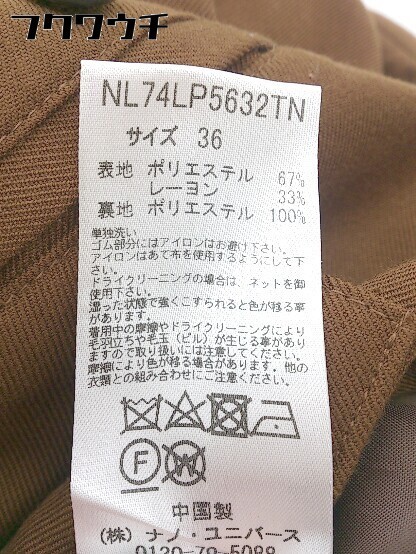 フクウウチ
NL74LP5632TN
サイズ 36
表地 ポリエステル 67%
レーヨン 33%
裏地 ポリエステル 100%
単独洗い
ゴム部分にはアイロンはお避け下さい。
アイロンはあて布を使用するようにして下
さい。
ドライクリーニングの場合は、ネットを御
使用下さい。
湿った状態で強くこすられると色が移る事
があります。
着用中の摩擦やドライクリーニングにより
毛羽立ちや毛玉(ピル)が生じる事があり
ますので取り扱いには注意してください。
摩擦により色が移る場合があります。他の
衣類との組み合わせにご注意ください。
F
W
中国製
(株) ナノ・ユニバース
0120-79-5088